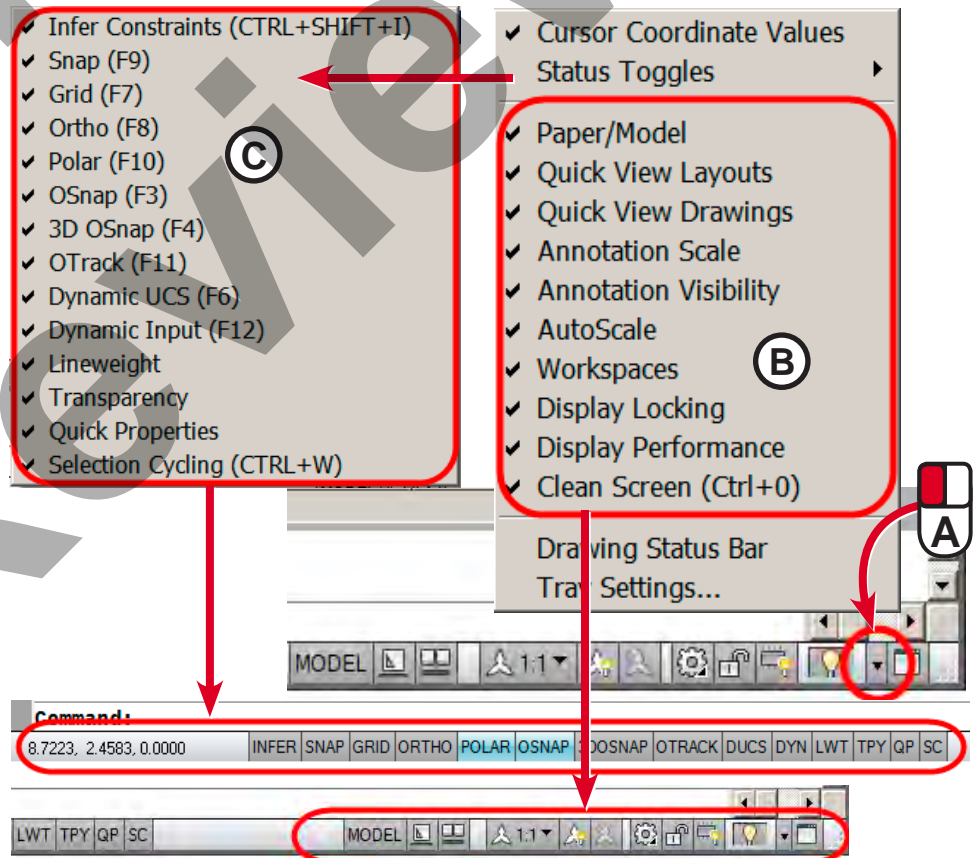 Infer Constraints (CTRL+SHIFT+I)
Snap (F9)
Grid (F7)
Ortho (F8)
Polar (F10)
OSnap (F3)
3D OSnap (F4)
OTrack (F11)
Dynamic UCS (F6)
Dynamic Input (F12)
Lineweight
Transparency
Quick Properties
Selection Cycling (CTRL+W)
C
Cursor Coordinate Values
Status Toggles
Paper/Model
Quick View Layouts
Quick View Drawings
Annotation Scale
Annotation Visibility
AutoScale
Workspaces
Display Locking
Display Performance
Clean Screen (Ctrl+0)
B
Drawing Status Bar
Tray Settings...
A
MODEL 1:1
Command:
8.7223, 2.4583, 0.0000 INFER SNAP GRID ORTHO POLAR OSNAP 3DOSNAP OTRACK DUCS DYN LWT TPY QP SC
LWT TPY QP SC MODEL 1:1